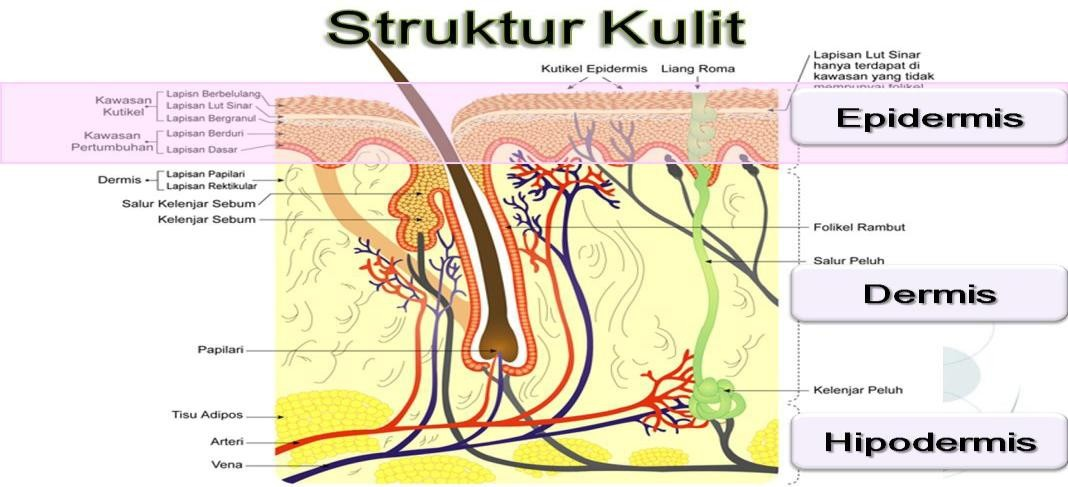 Struktur Kulit
Kutikel Epidermis
Liang Roma
Lapisan Lut Sinar
hanya terdapat di
kawasan yang tidak
mempunyai folikel
Kawasan
Kutikel
Lapisn Berbelulang
Lapisan Lut Sinar
Lapisan Bergranul
Kawasan
Pertumbuhan
Lapisan Berduri
Lapisan Dasar
Epidermis
Dermis
Lapisan Papilari
Lapisan Rektikular
Salur Kelenjar Sebum
Kelenjar Sebum
Folikel Rambut
Salur Peluh
Dermis
Papilari
Kelenjar Peluh
Tisu Adipos
Arteri
Vena
Hipodermis